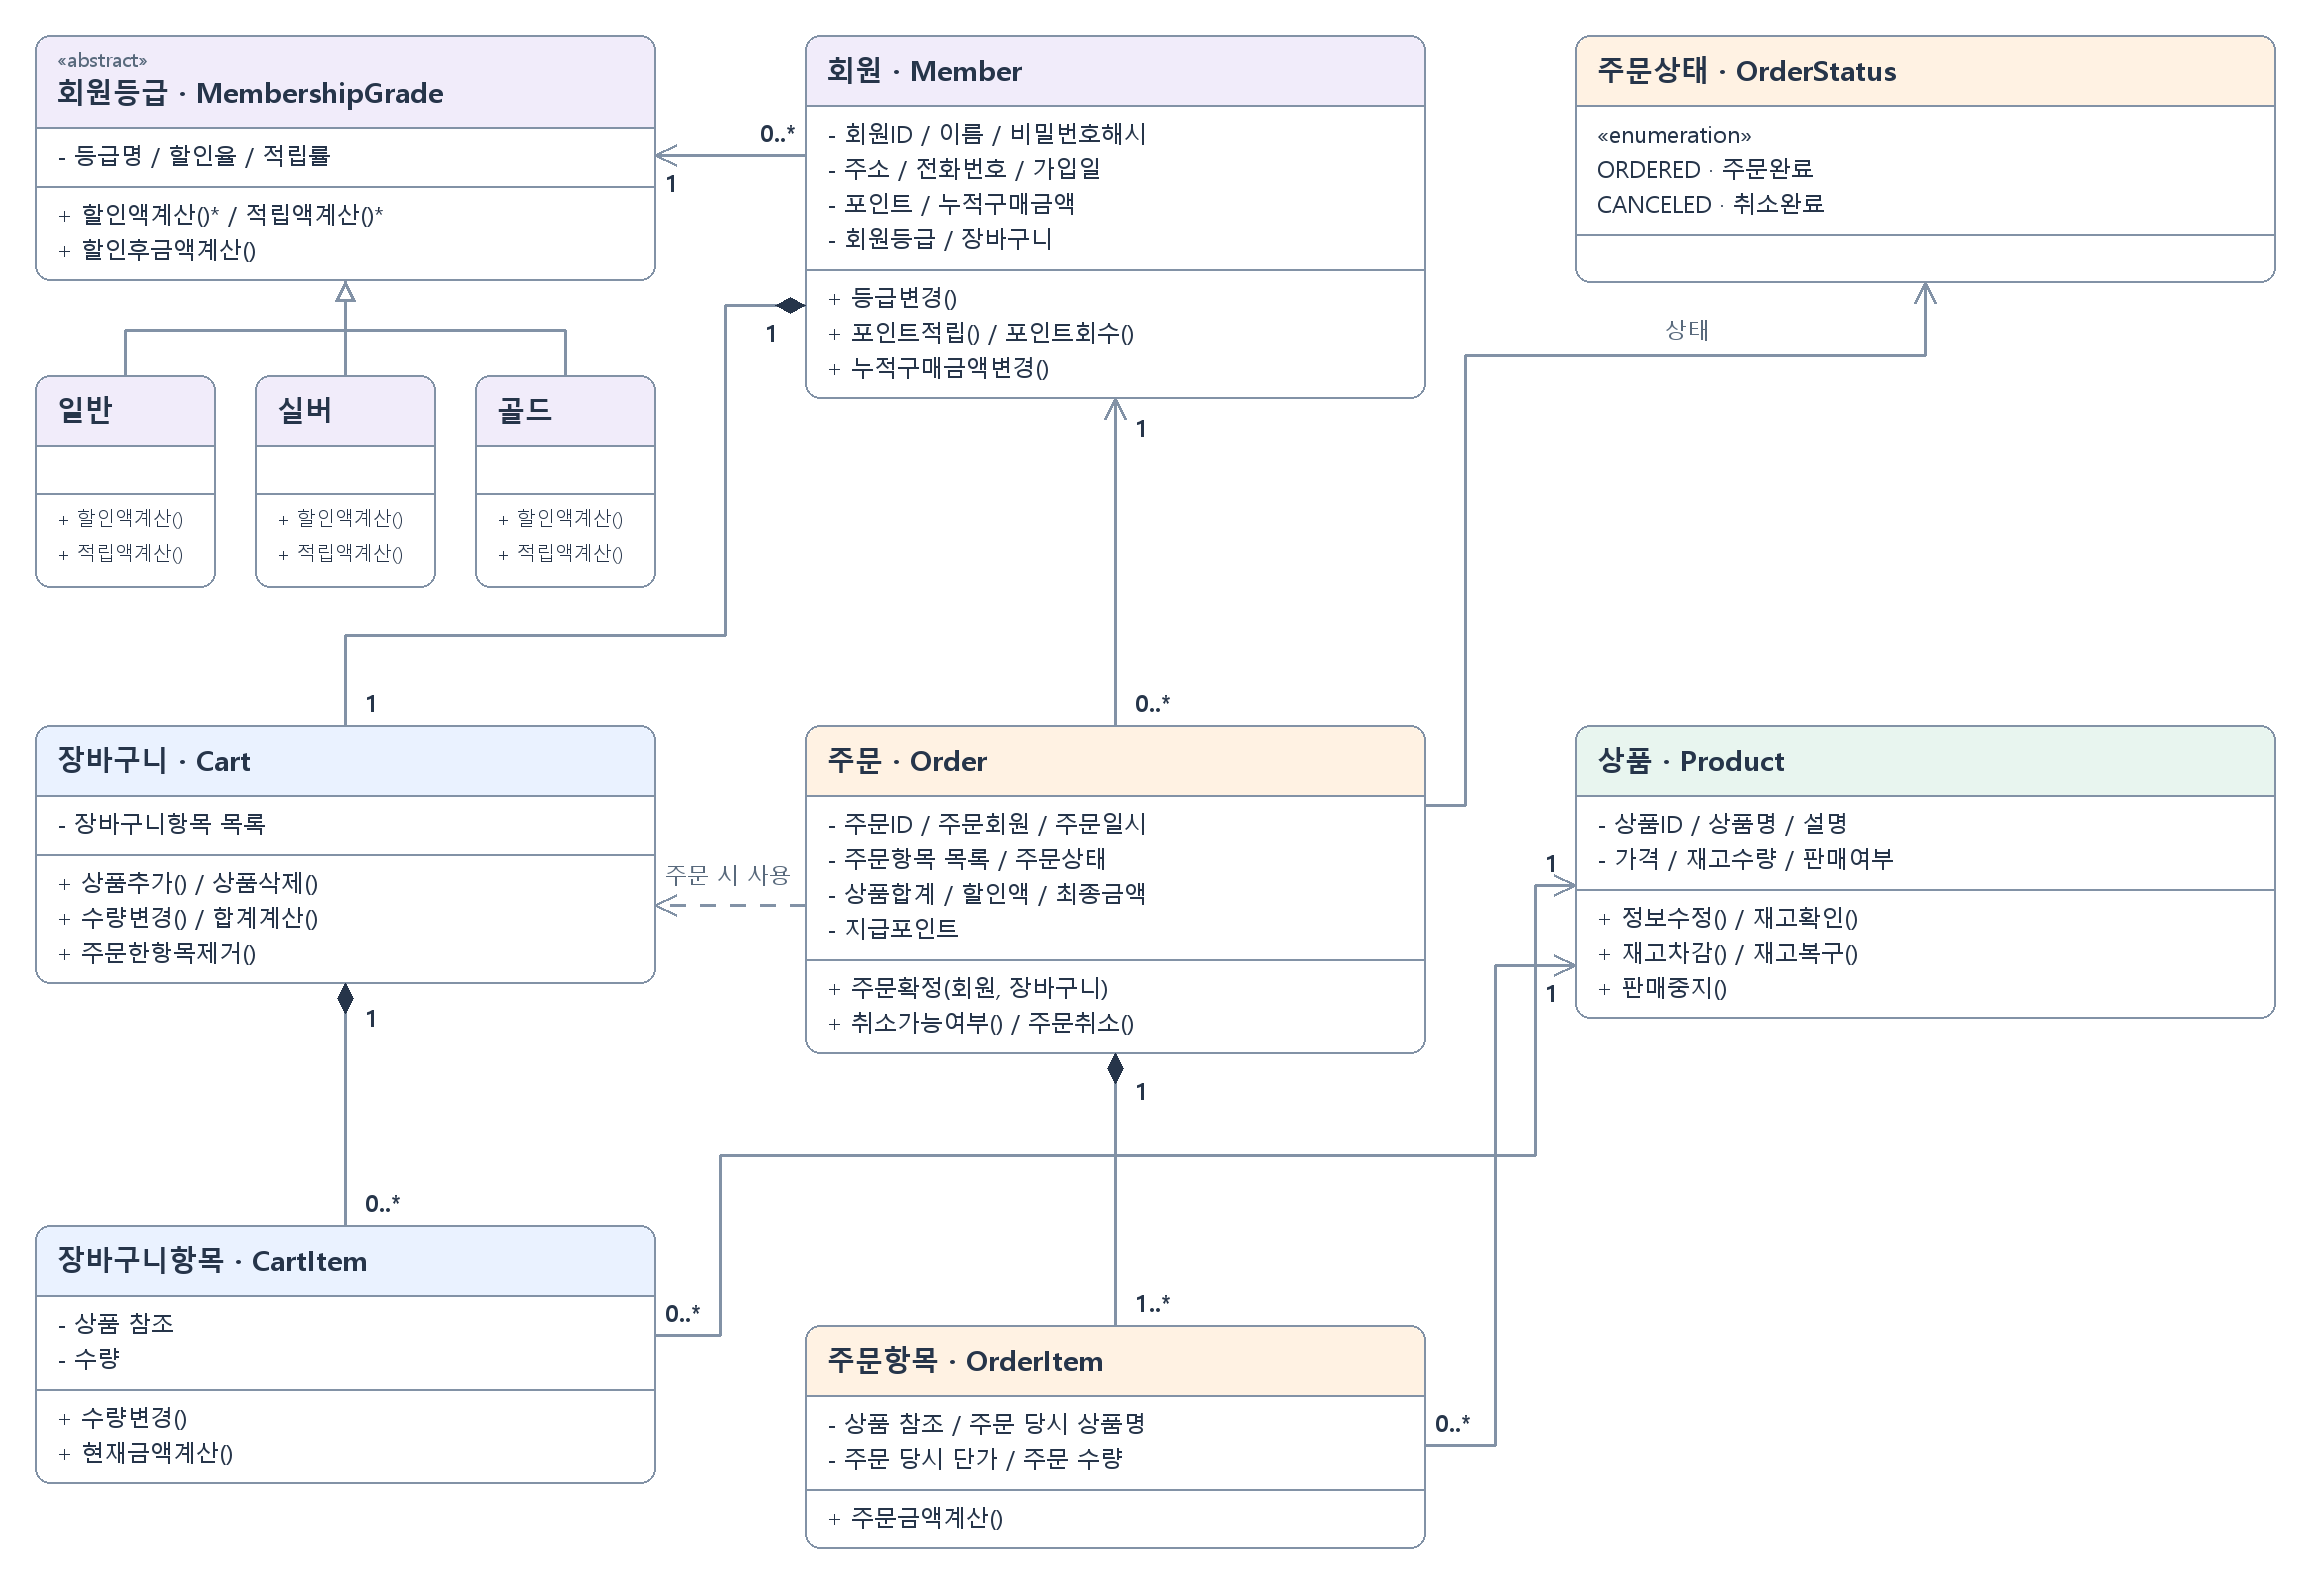 «abstract»
회원등급 · MembershipGrade
- 등급명 / 할인율 / 적립률
+ 할인액계산()* / 적립액계산()*
+ 할인후금액계산()
0..*
1
회원 · Member
- 회원ID / 이름 / 비밀번호해시
- 주소 / 전화번호 / 가입일
- 포인트 / 누적구매금액
- 회원등급 / 장바구니
+ 등급변경()
+ 포인트적립() / 포인트회수()
+ 누적구매금액변경()
주문상태 · OrderStatus
«enumeration»
ORDERED · 주문완료
CANCELED · 취소완료
상태
1
1
일반
+ 할인액계산()
+ 적립액계산()
실버
+ 할인액계산()
+ 적립액계산()
골드
+ 할인액계산()
+ 적립액계산()
1
0..*
장바구니 · Cart
- 장바구니항목 목록
+ 상품추가() / 상품삭제()
+ 수량변경() / 합계계산()
+ 주문한항목제거()
주문 시 사용
주문 · Order
- 주문ID / 주문회원 / 주문일시
- 주문항목 목록 / 주문상태
- 상품합계 / 할인액 / 최종금액
- 지급포인트
+ 주문확정(회원, 장바구니)
+ 취소가능여부() / 주문취소()
1
1
상품 · Product
- 상품ID / 상품명 / 설명
- 가격 / 재고수량 / 판매여부
+ 정보수정() / 재고확인()
+ 재고차감() / 재고복구()
+ 판매중지()
1
1
0..*
1..*
장바구니항목 · CartItem
- 상품 참조
- 수량
+ 수량변경()
+ 현재금액계산()
0..*
주문항목 · OrderItem
- 상품 참조 / 주문 당시 상품명
- 주문 당시 단가 / 주문 수량
+ 주문금액계산()
0..*